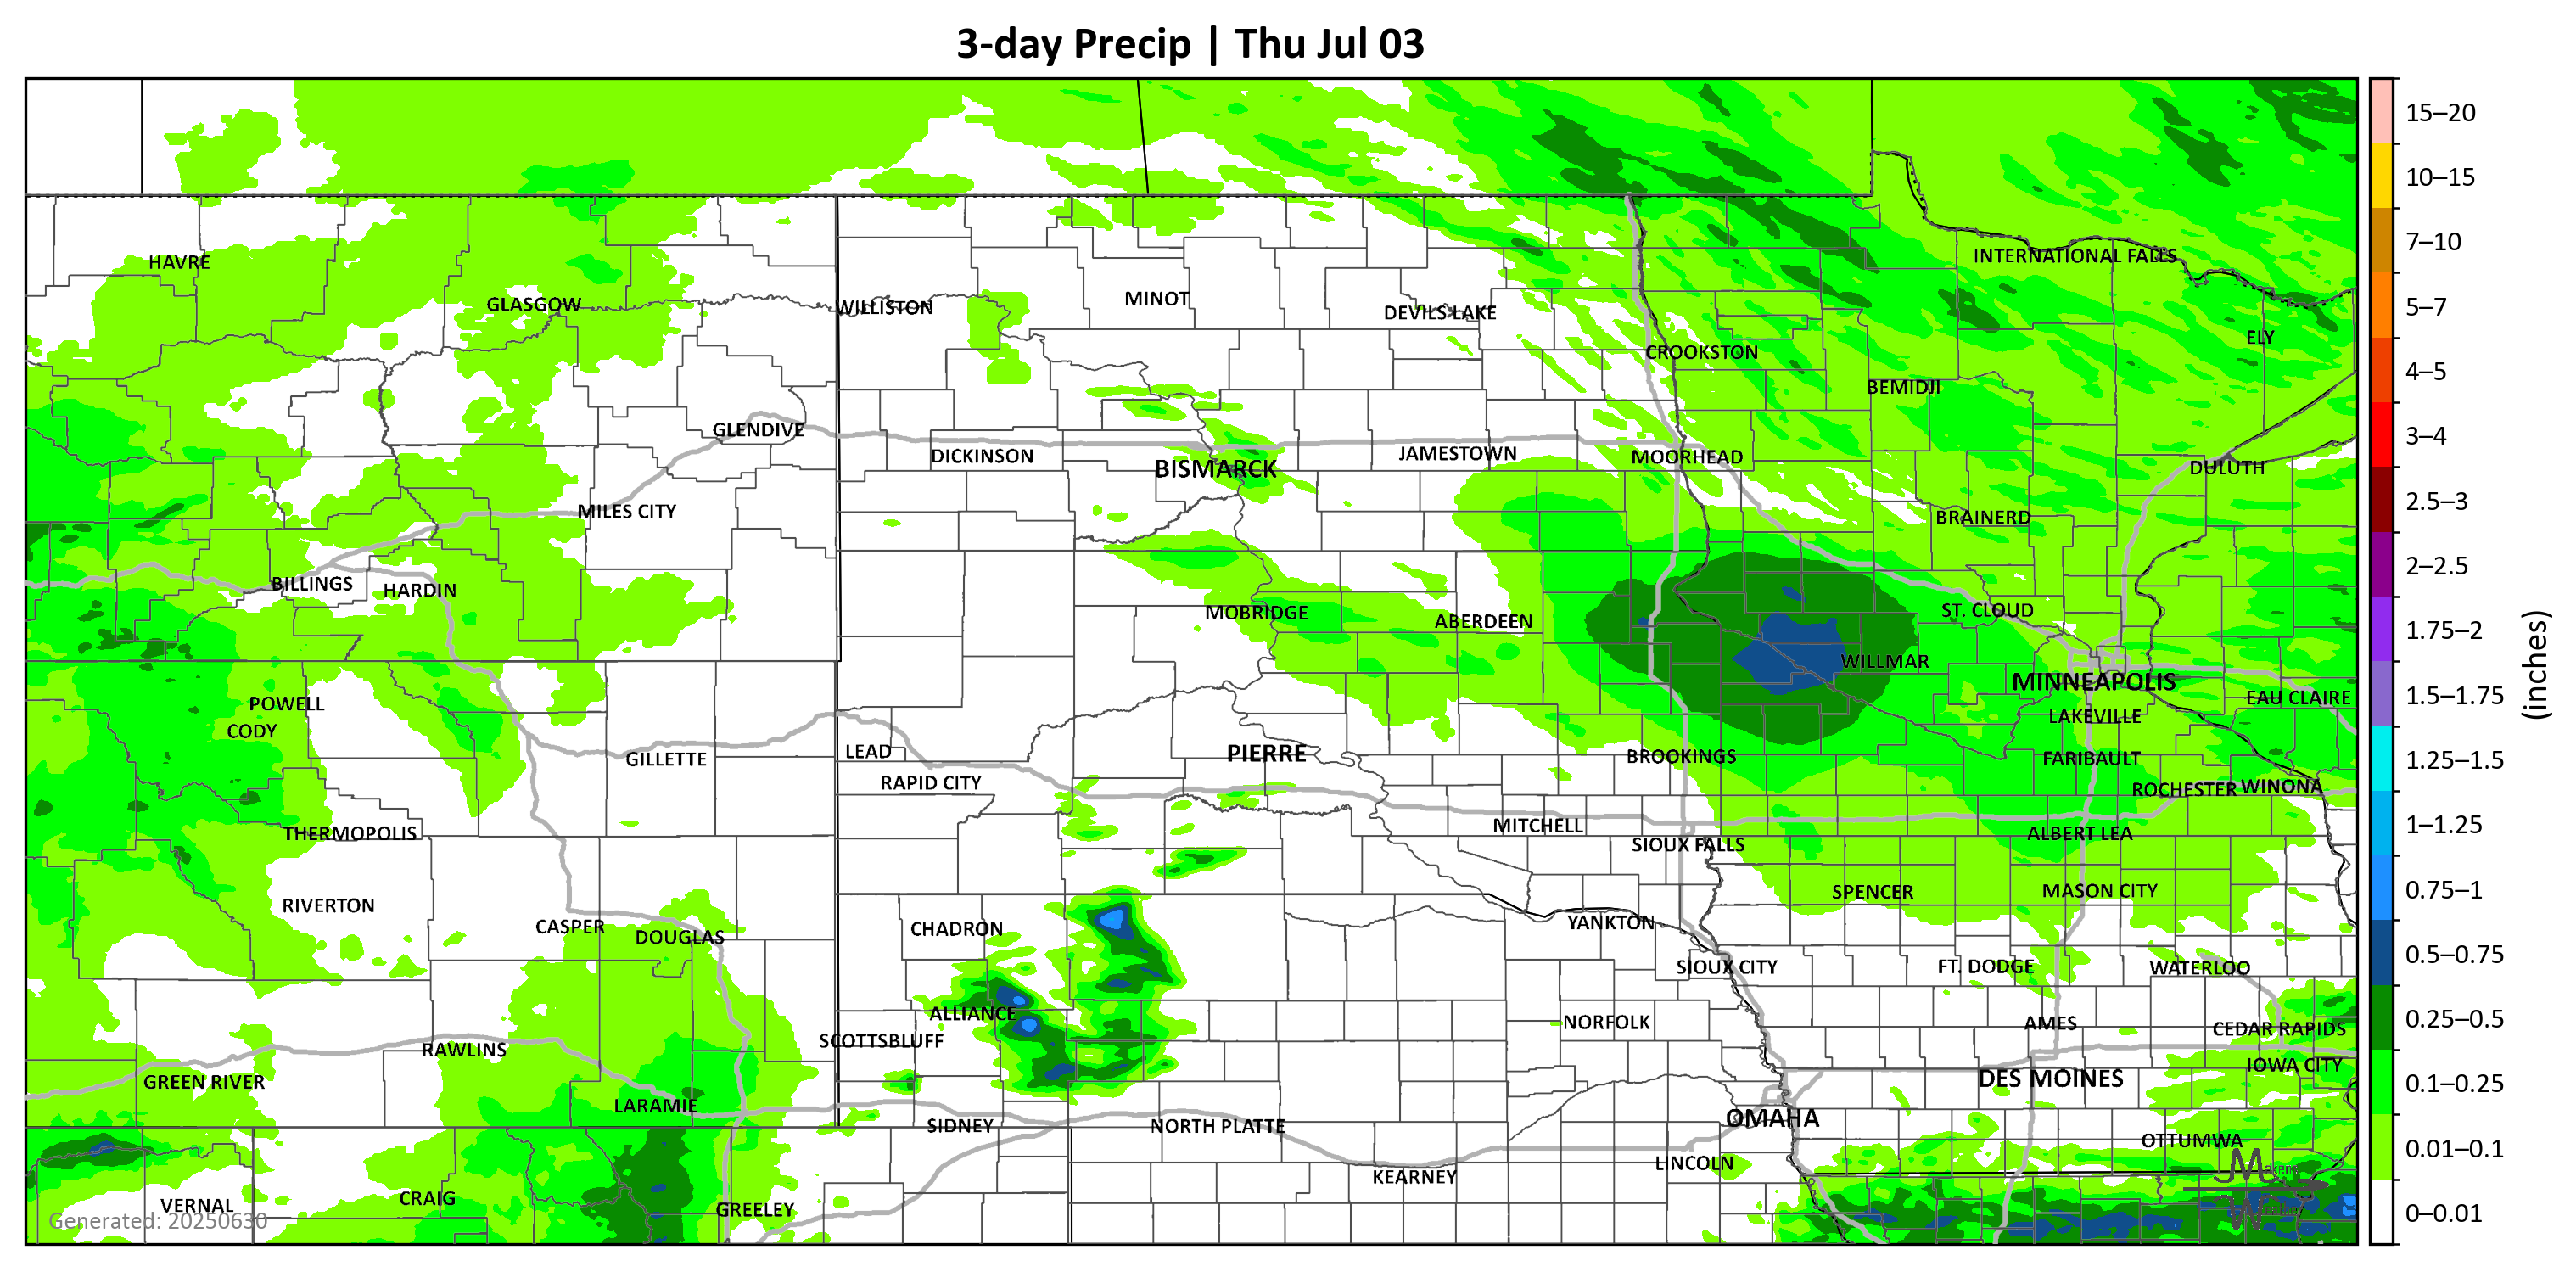 3-day Precip | Thu Jul 03
15–20
10–15
7–10
5–7
4–5
3–4
2.5–3
2–2.5
1.75–2
1.5–1.75
1.25–1.5
1–1.25
0.75–1
0.5–0.75
0.25–0.5
0.1–0.25
0.01–0.1
0–0.01
(inches)
HAVRE
INTERNATIONAL FALLS
GLASGOW
WILLISTON
MINOT
DEVILS LAKE
ELY
CROOKSTON
BEMIDJI
GLENDIVE
DICKINSON
BISMARCK
JAMESTOWN
MOORHEAD
DULUTH
MILES CITY
BRAINERD
BILLINGS
HARDIN
MOBRIDGE
ABERDEEN
ST. CLOUD
WILLMAR
MINNEAPOLIS
EAU CLAIRE
POWELL
CODY
LAKEVILLE
GILLETTE
LEAD
PIERRE
BROOKINGS
FARIBAULT
RAPID CITY
ROCHESTER
WINONA
THERMOPOLIS
MITCHELL
SIOUX FALLS
ALBERT LEA
RIVERTON
SPENCER
MASON CITY
CASPER
DOUGLAS
CHADRON
YANKTON
SIOUX CITY
FT. DODGE
WATERLOO
ALLIANCE
SCOTTSBLUFF
NORFOLK
AMES
CEDAR RAPIDS
RAWLINS
IOWA CITY
GREEN RIVER
DES MOINES
LARAMIE
SIDNEY
NORTH PLATTE
OMAHA
OTTUMWA
LINCOLN
KEARNEY
VERNAL
CRAIG
GREELEY
Generated: 20250630